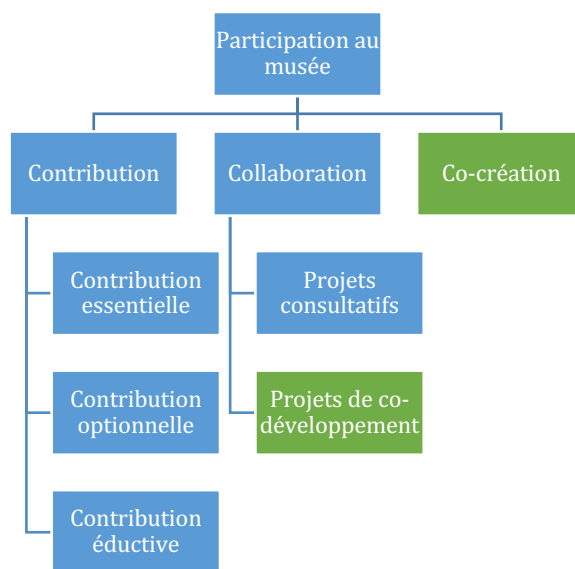 Participation au
musée
Contribution
Collaboration
Co-création
Contribution
essentielle
Projets
consultatifs
Contribution
optionnelle
Projets de co-
développement
Contribution
éductive